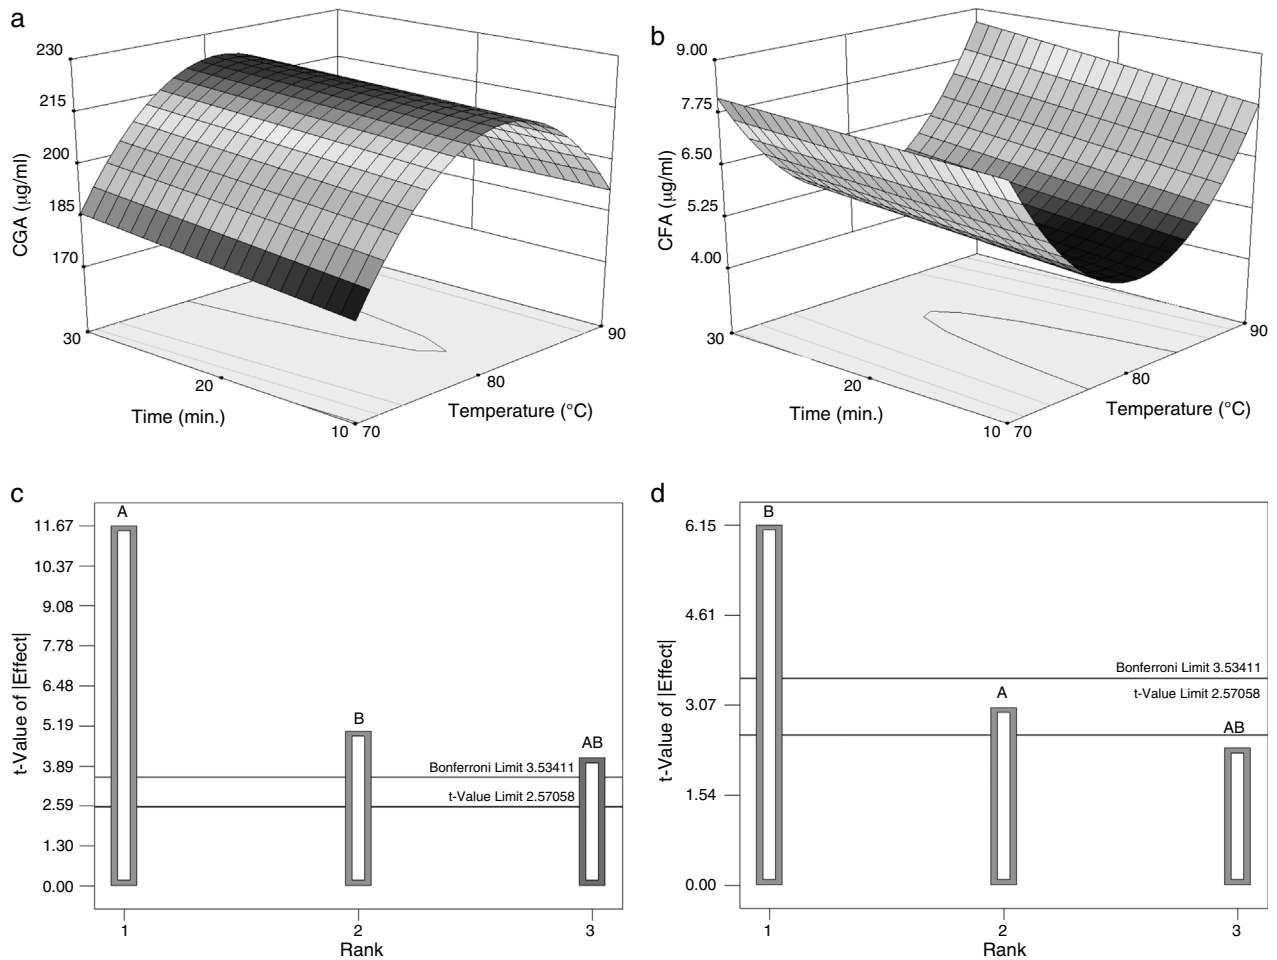 a
230
215
200
185
170
CGA (µg/ml)
30
20
10
Time (min.)
70
80
90
Temperature (°C)
b
9.00
7.75
6.50
5.25
4.00
CFA (µg/ml)
30
20
10
Time (min.)
70
80
90
Temperature (°C)
c
11.67
10.37
9.08
7.78
6.48
5.19
3.89
2.59
1.30
0.00
t-Value of |Effect|
A
B
AB
Bonferroni Limit 3.53411
t-Value Limit 2.57058
1 2 3
Rank
d
6.15
4.61
3.07
1.54
0.00
t-Value of |Effect|
B
A
AB
Bonferroni Limit 3.53411
t-Value Limit 2.57058
1 2 3
Rank